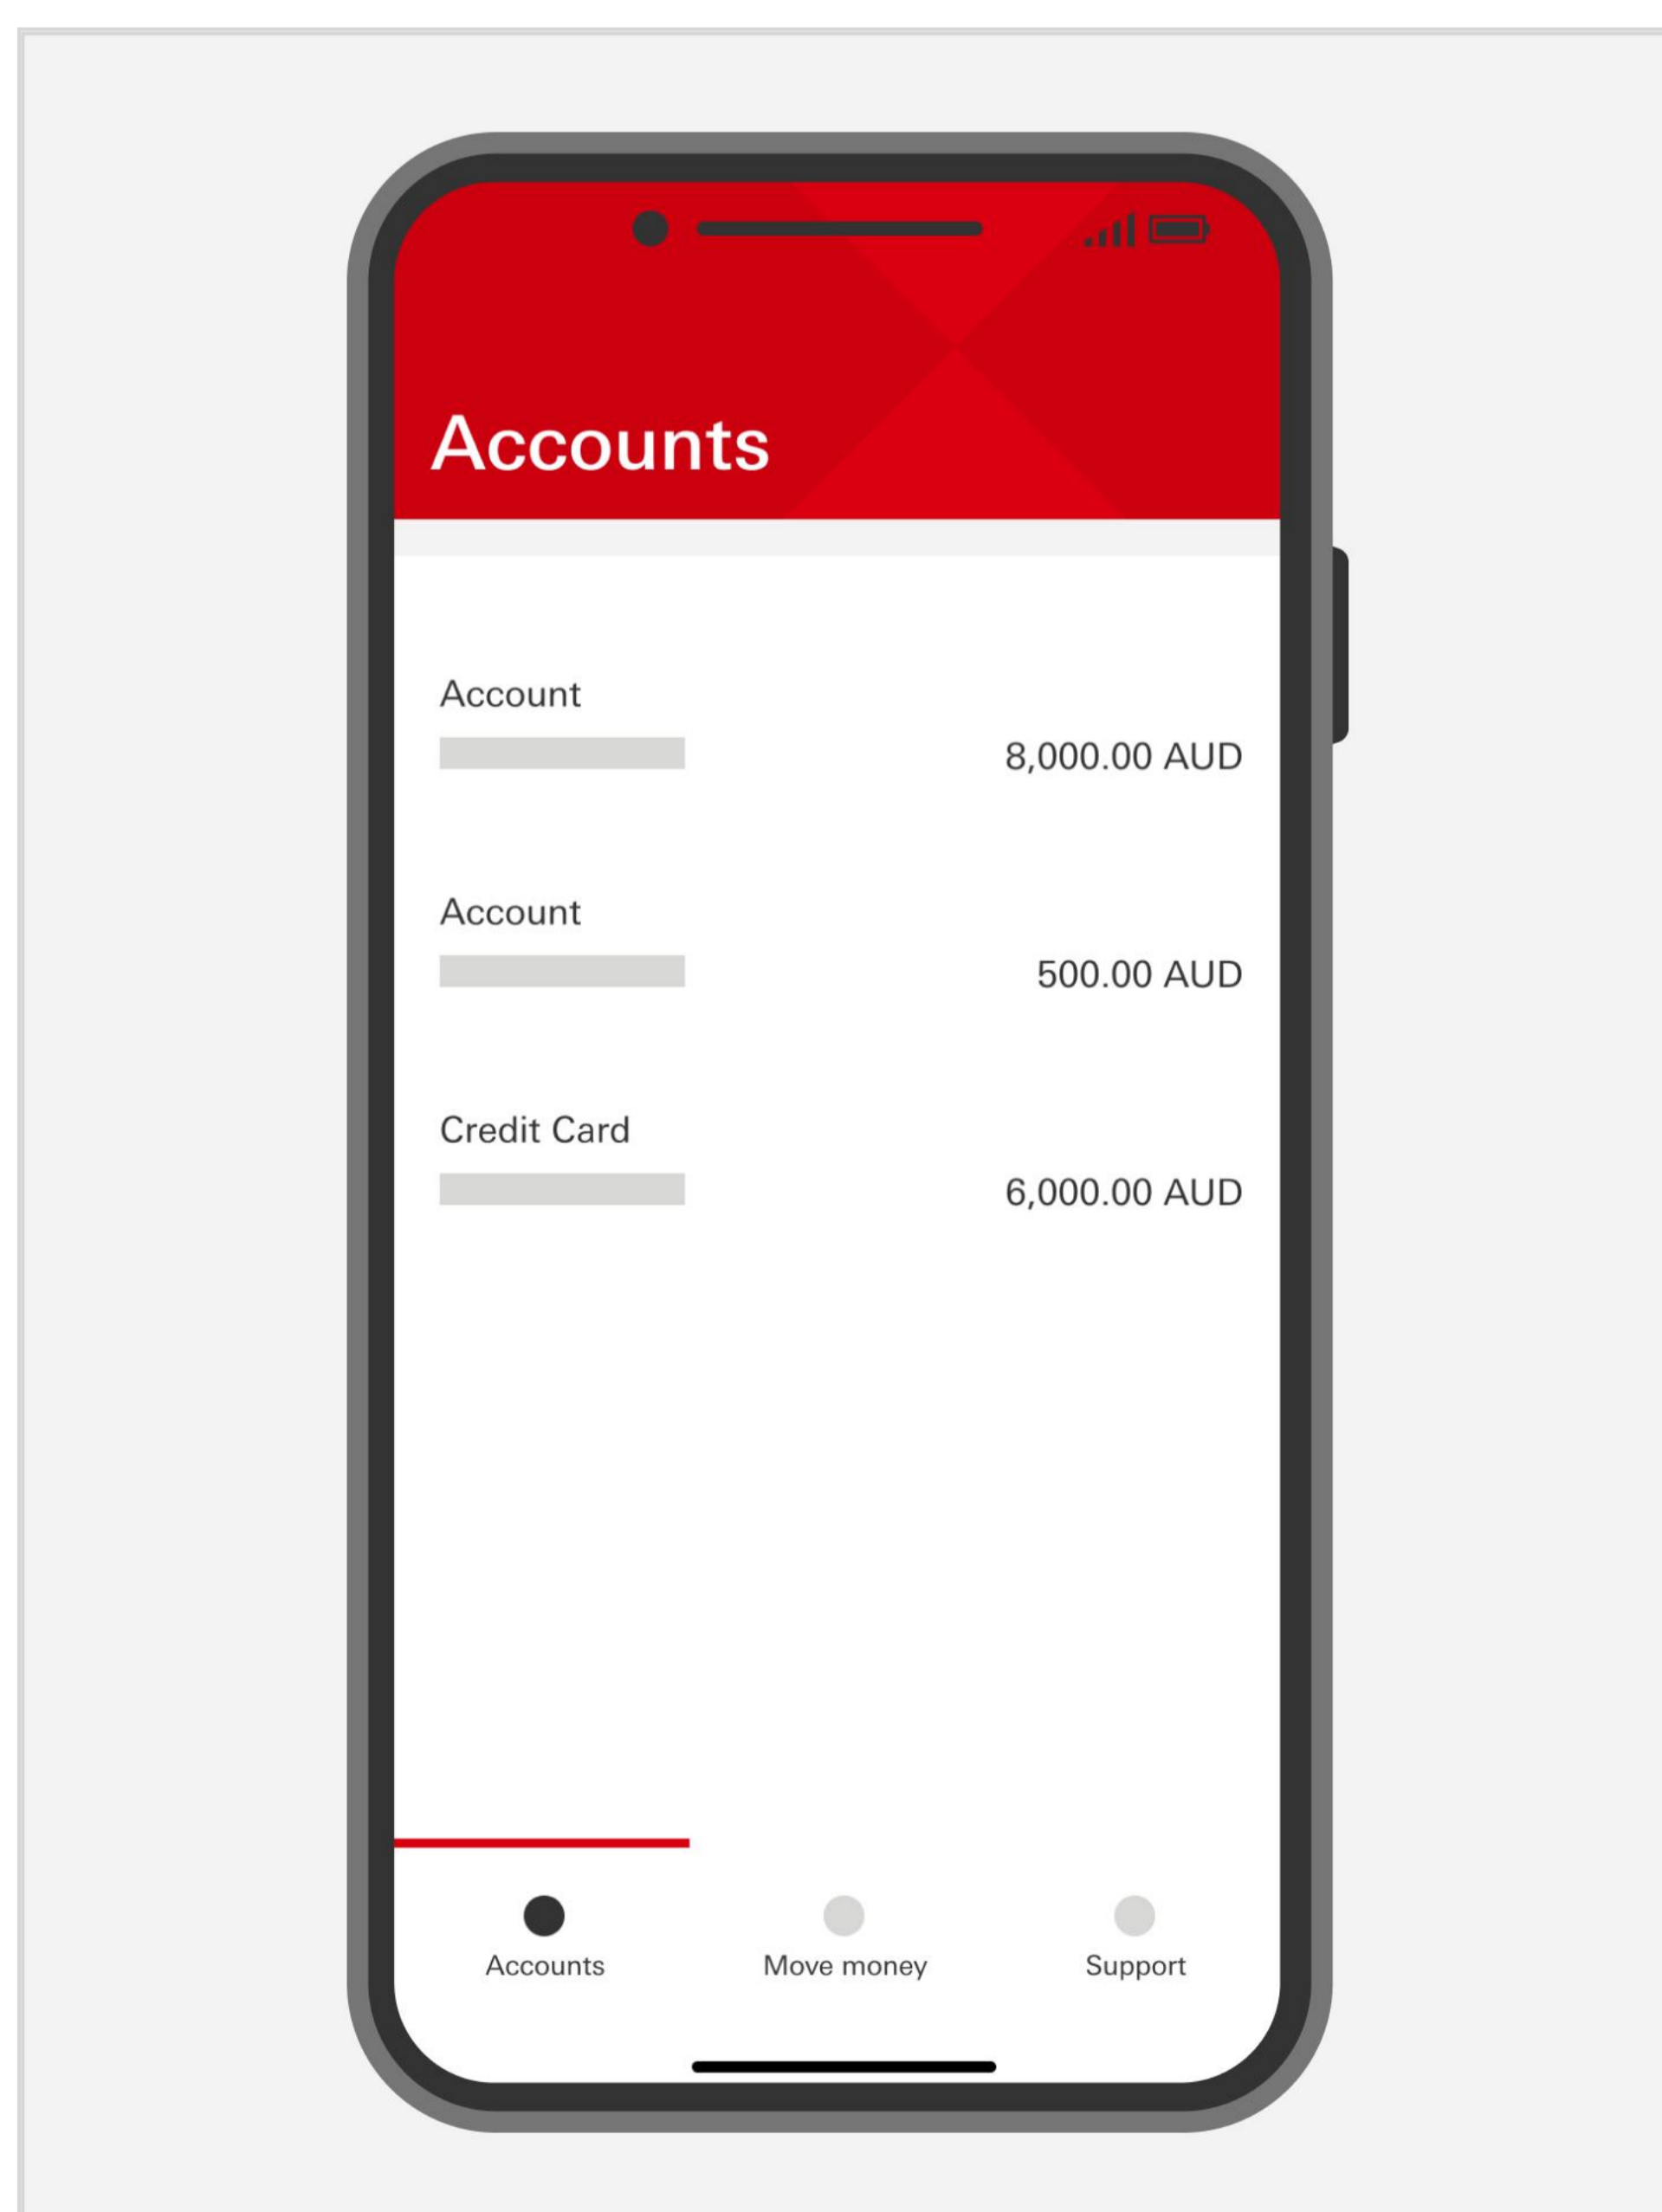 Accounts
Account
8,000.00 AUD
Account
500.00 AUD
Credit Card
6,000.00 AUD
Accounts
Move money
Support